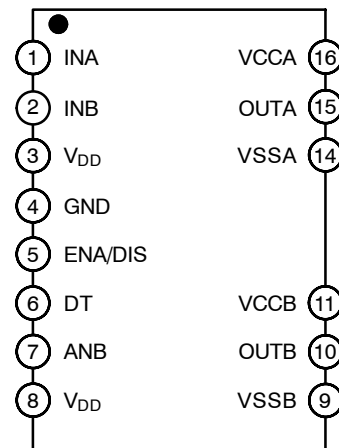 1 INA VCCA 16
2 INB OUTA 15
3 VDD VSSA 14
4 GND
5 ENA/DIS
6 DT VCCB 11
7 ANB OUTB 10
8 VDD VSSB 9